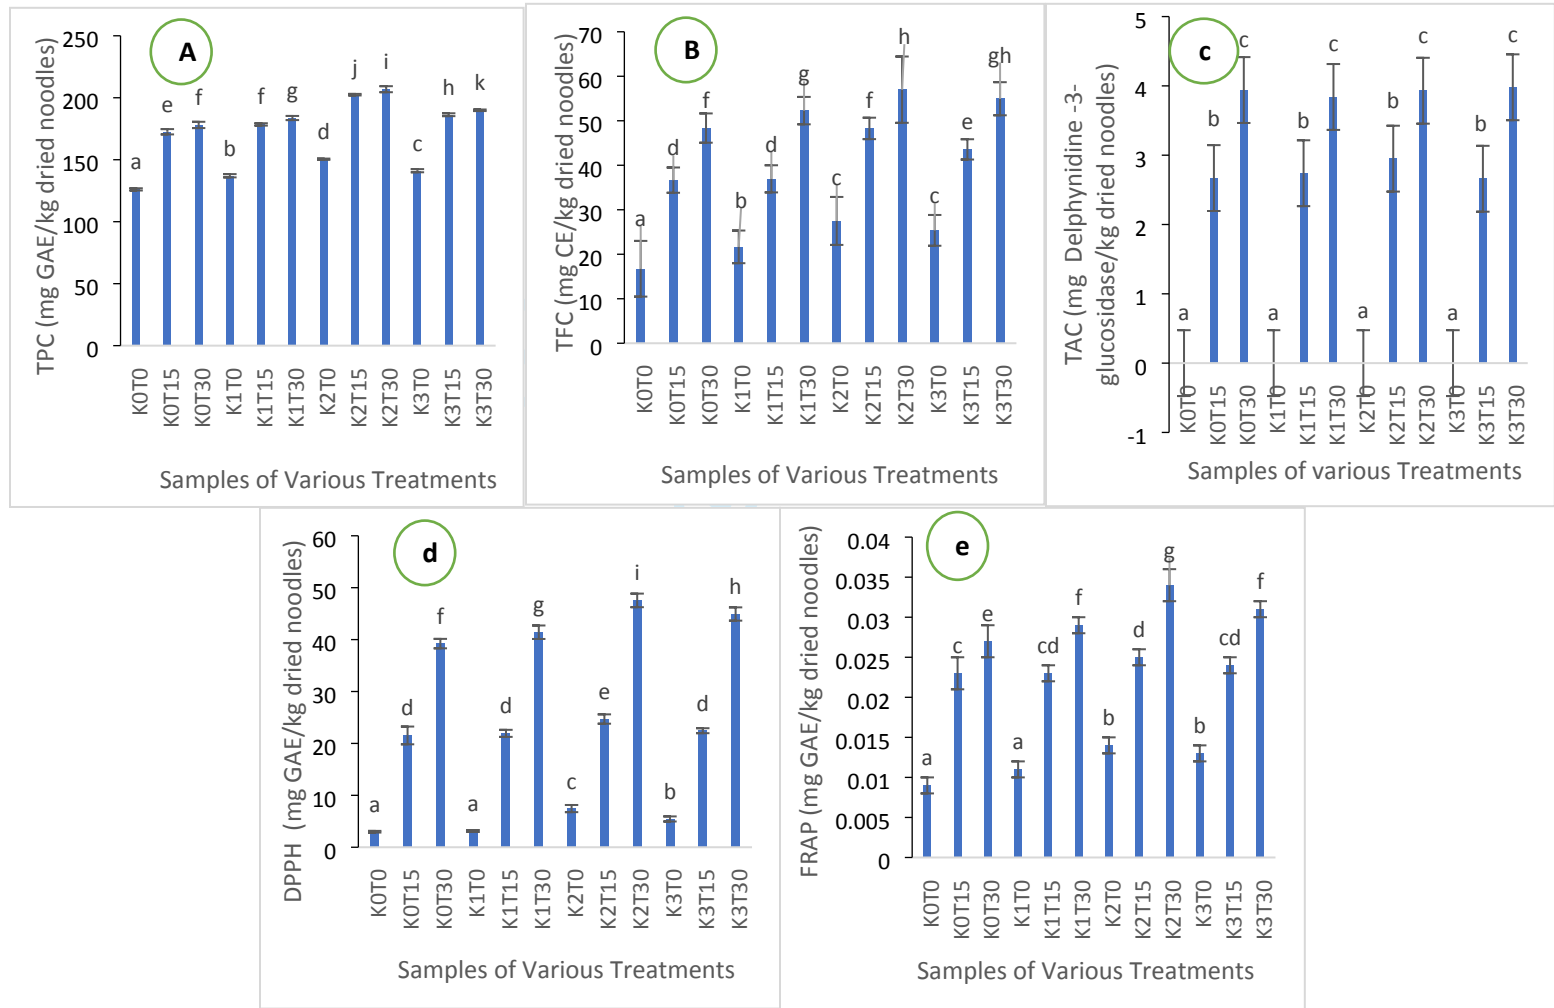 A
TPC (mg GAE/kg dried noodles)
250
200
150
100
50
0
a
e
f
b
f
g
d
j
i
c
h
k
K0T0
K0T15
K0T30
K1T0
K1T15
K1T30
K2T0
K2T15
K2T30
K3T0
K3T15
K3T30
Samples of Various Treatments
B
TFC (mg CE/kg dried noodles)
70
60
50
40
30
20
10
0
a
d
f
b
d
g
c
f
h
c
e
gh
K0T0
K0T15
K0T30
K1T0
K1T15
K1T30
K2T0
K2T15
K2T30
K3T0
K3T15
K3T30
Samples of Various Treatments
c
TAC (mg Delphynidine -3-
glucosidase/kg dried noodles)
5
4
3
2
1
0
-1
a
b
c
a
b
c
a
b
c
a
b
c
K0T0
K0T15
K0T30
K1T0
K1T15
K1T30
K2T0
K2T15
K2T30
K3T0
K3T15
K3T30
Samples of various Treatments
d
DPPH (mg GAE/kg dried noodles)
60
50
40
30
20
10
0
a
d
f
a
d
g
c
e
i
b
d
h
K0T0
K0T15
K0T30
K1T0
K1T15
K1T30
K2T0
K2T15
K2T30
K3T0
K3T15
K3T30
Samples of Various Treatments
e
FRAP (mg GAE/kg dried noodles)
0.04
0.035
0.03
0.025
0.02
0.015
0.01
0.005
0
a
c
e
a
cd
f
b
d
g
b
cd
f
K0T0
K0T15
K0T30
K1T0
K1T15
K1T30
K2T0
K2T15
K2T30
K3T0
K3T15
K3T30
Samples of Various Treatments